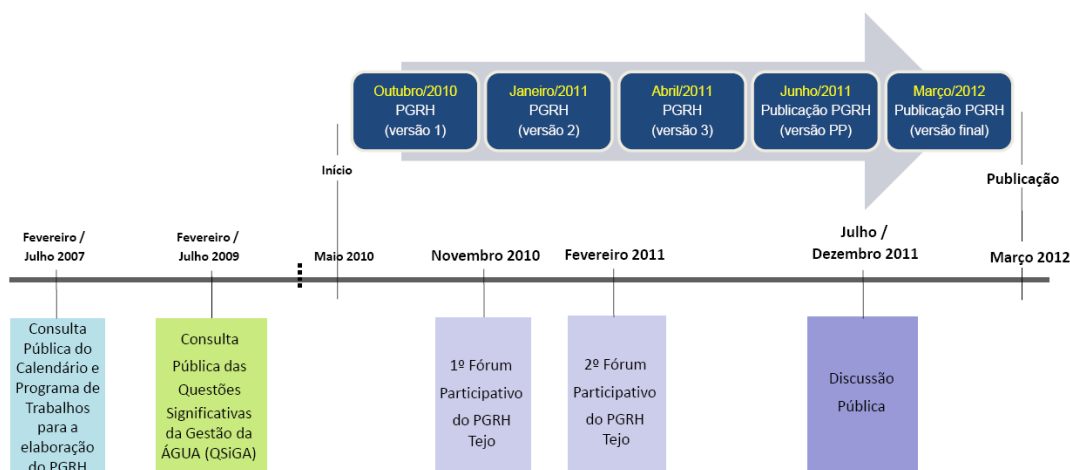 Outubro/2010
PGRH
(versão 1)
Janeiro/2011
PGRH
(versão 2)
Abril/2011
PGRH
(versão 3)
Junho/2011
Publicação PGRH
(versão PP)
Março/2012
Publicação PGRH
(versão final)
Início
Publicação
Fevereiro /
Julho 2007
Fevereiro /
Julho 2009
Maio 2010
Novembro 2010
Fevereiro 2011
Julho /
Dezembro 2011
Março 2012
Consulta
Pública do
Calendário e
Programa de
Trabalhos
para a
elaboração
do PGRH
Consulta
Pública das
Questões
Significativas
da Gestão da
ÁGUA (QSiGA)
1º Fórum
Participativo
do PGRH
Tejo
2º Fórum
Participativo
do PGRH
Tejo
Discussão
Pública